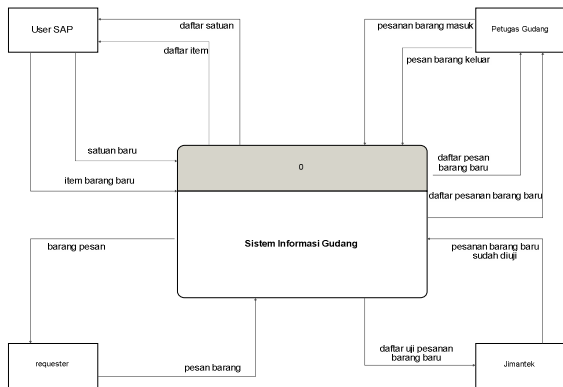 daftar satuan
pesanan barang masuk
User SAP
Petugas Gudang
daftar item
pesan barang keluar
satuan baru
daftar pesan
barang baru
0
item barang baru
daftar pesanan barang baru
barang pesan
Sistem Informasi Gudang
pesanan barang baru
sudah diuji
daftar uji pesanan
barang baru
requester
pesan barang
Jimantek